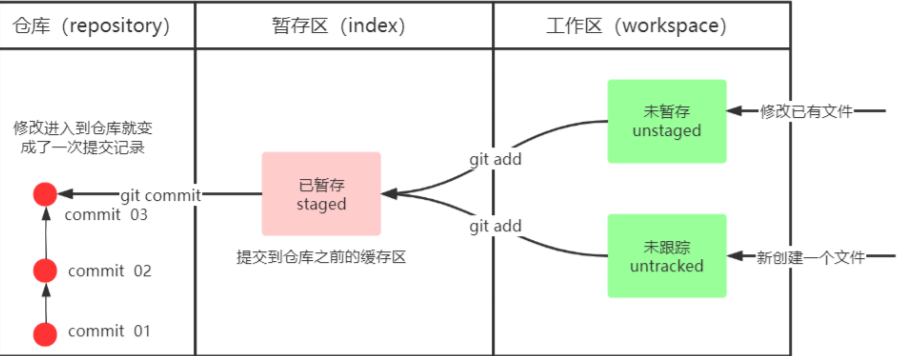 仓库（repository）
暂存区（index）
工作区（workspace）
修改进入到仓库就变
成了一次提交记录
git commit
commit 03
commit 02
commit 01
已暂存
staged
提交到仓库之前的缓存区
git add
git add
未暂存
unstaged
修改已有文件
未跟踪
untracked
新创建一个文件